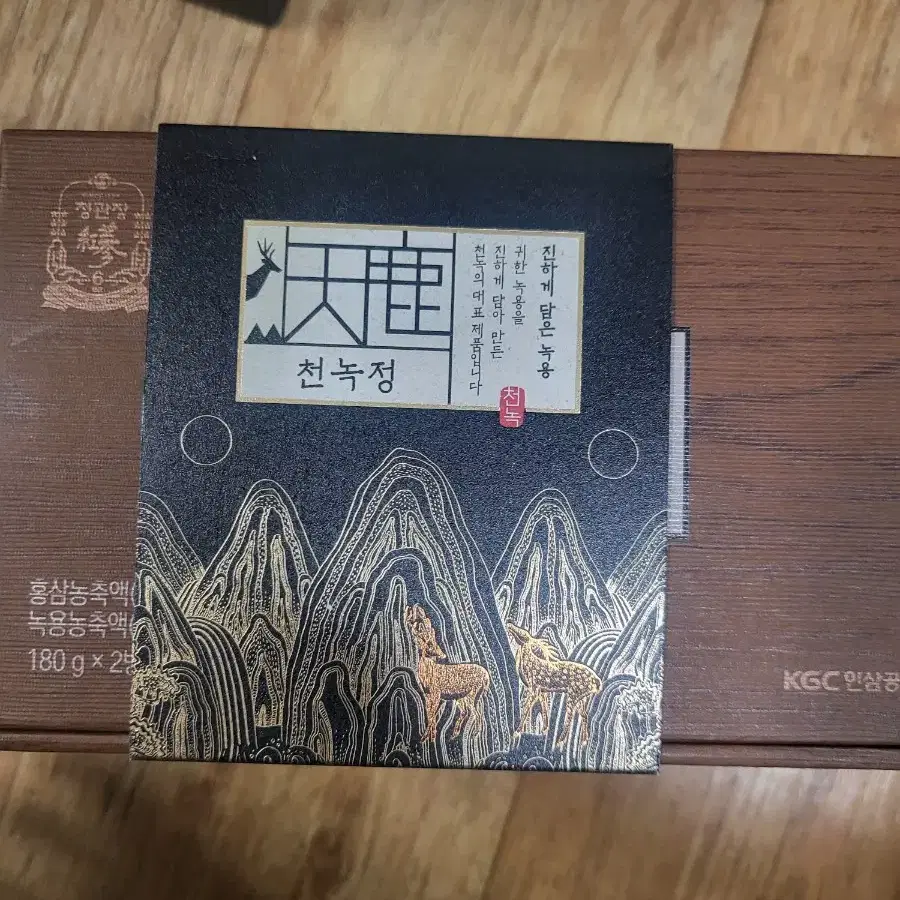 정관장
紅蔘
天鹿
천녹정
진하게 담은 녹용
귀한 녹용을
진하게 담아 만든
천녹의 대표 제품입니다
천녹
홍삼농축액
녹용농축액
180 g × 2
KGC 인삼공